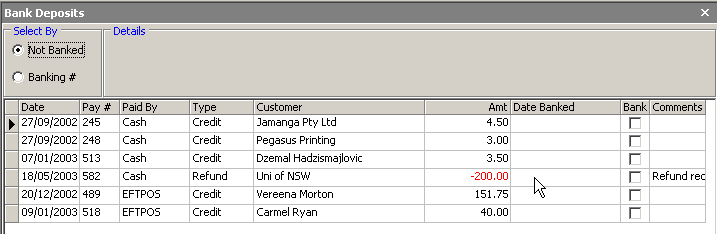 Bank Deposits
Select By Details
Not Banked
Banking #
Date Pay # Paid By Type Customer Amt Date Banked Bank Comments
27/09/2002 245 Cash Credit Jamanga Pty Ltd 4.50
27/09/2002 248 Cash Credit Pegasus Printing 3.00
07/01/2003 513 Cash Credit Dzemal Hadzismajlovic 3.50
18/05/2003 582 Cash Refund Uni of NSW -200.00 Refund rec
20/12/2002 489 EFTPOS Credit Vereena Morton 151.75
09/01/2003 518 EFTPOS Credit Carmel Ryan 40.00